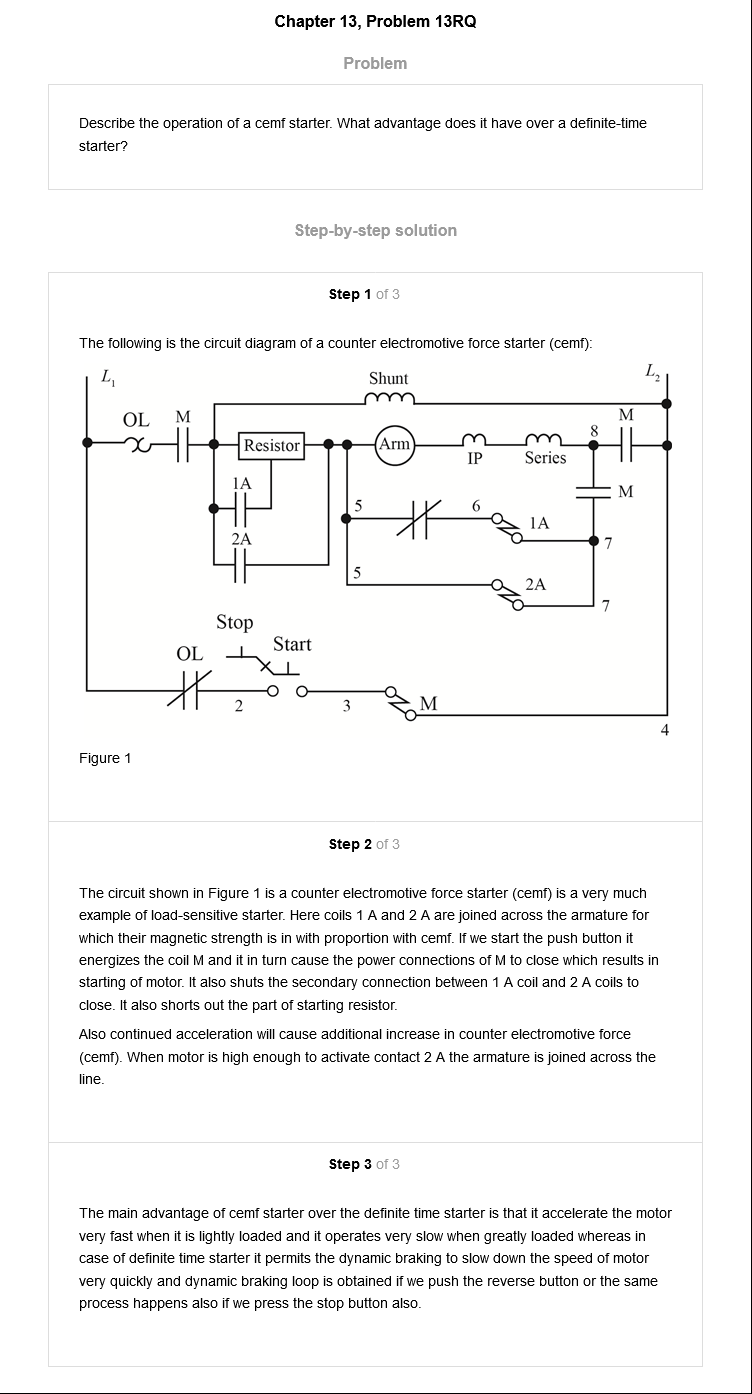 Chapter 13, Problem 13RQ
Problem
Describe the operation of a cemf starter. What advantage does it have over a definite-time
starter?
Step-by-step solution
Step 1 of 3
The following is the circuit diagram of a counter electromotive force starter (cemf):
L1
Shunt
L2
OL
M
M
Resistor
Arm
IP
Series
8
1A
M
5
6
1A
2A
7
5
2A
7
Stop
Start
OL
2
3
M
4
Figure 1
Step 2 of 3
The circuit shown in Figure 1 is a counter electromotive force starter (cemf) is a very much
example of load-sensitive starter. Here coils 1 A and 2 A are joined across the armature for
which their magnetic strength is in with proportion with cemf. If we start the push button it
energizes the coil M and it in turn cause the power connections of M to close which results in
starting of motor. It also shuts the secondary connection between 1 A coil and 2 A coils to
close. It also shorts out the part of starting resistor.
Also continued acceleration will cause additional increase in counter electromotive force
(cemf). When motor is high enough to activate contact 2 A the armature is joined across the
line.
Step 3 of 3
The main advantage of cemf starter over the definite time starter is that it accelerate the motor
very fast when it is lightly loaded and it operates very slow when greatly loaded whereas in
case of definite time starter it permits the dynamic braking to slow down the speed of motor
very quickly and dynamic braking loop is obtained if we push the reverse button or the same
process happens also if we press the stop button also.